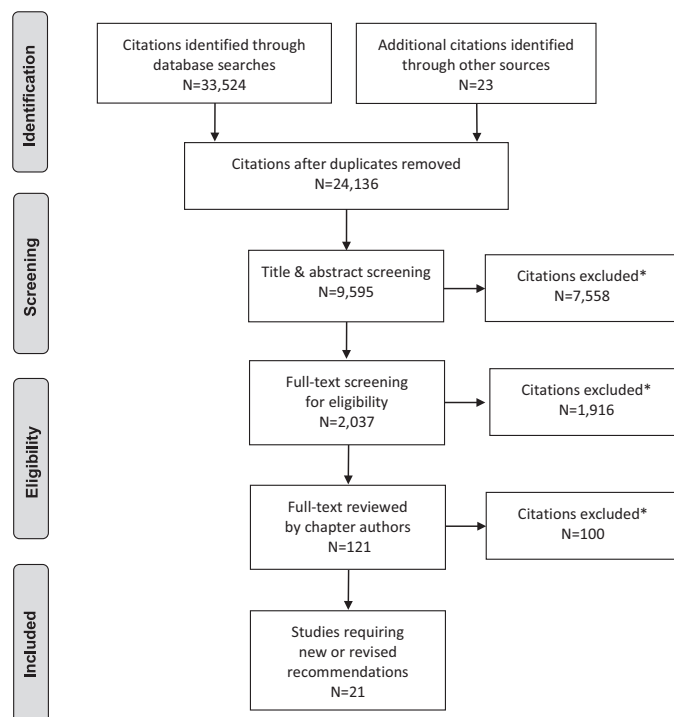 Identification
Citations identified through
database searches
N=33,524
Additional citations identified
through other sources
N=23
Citations after duplicates removed
N=24,136
Screening
Title & abstract screening
N=9,595
Citations excluded*
N=7,558
Eligibility
Full-text screening
for eligibility
N=2,037
Citations excluded*
N=1,916
Full-text reviewed
by chapter authors
N=121
Citations excluded*
N=100
Included
Studies requiring
new or revised
recommendations
N=21